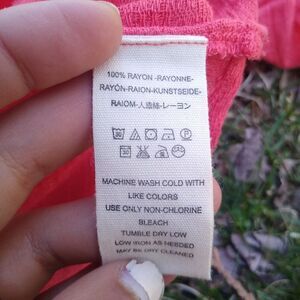 100% RAYON -RAYONNE-
RAYÓN-RAION-KUNSTSEIDE-
RAIOM-人造絲-レーヨン
MACHINE WASH COLD WITH
LIKE COLORS
USE ONLY NON-CHLORINE
BLEACH
TUMBLE DRY LOW
LOW IRON AS NEEDED
MAY BE DRY CLEANED